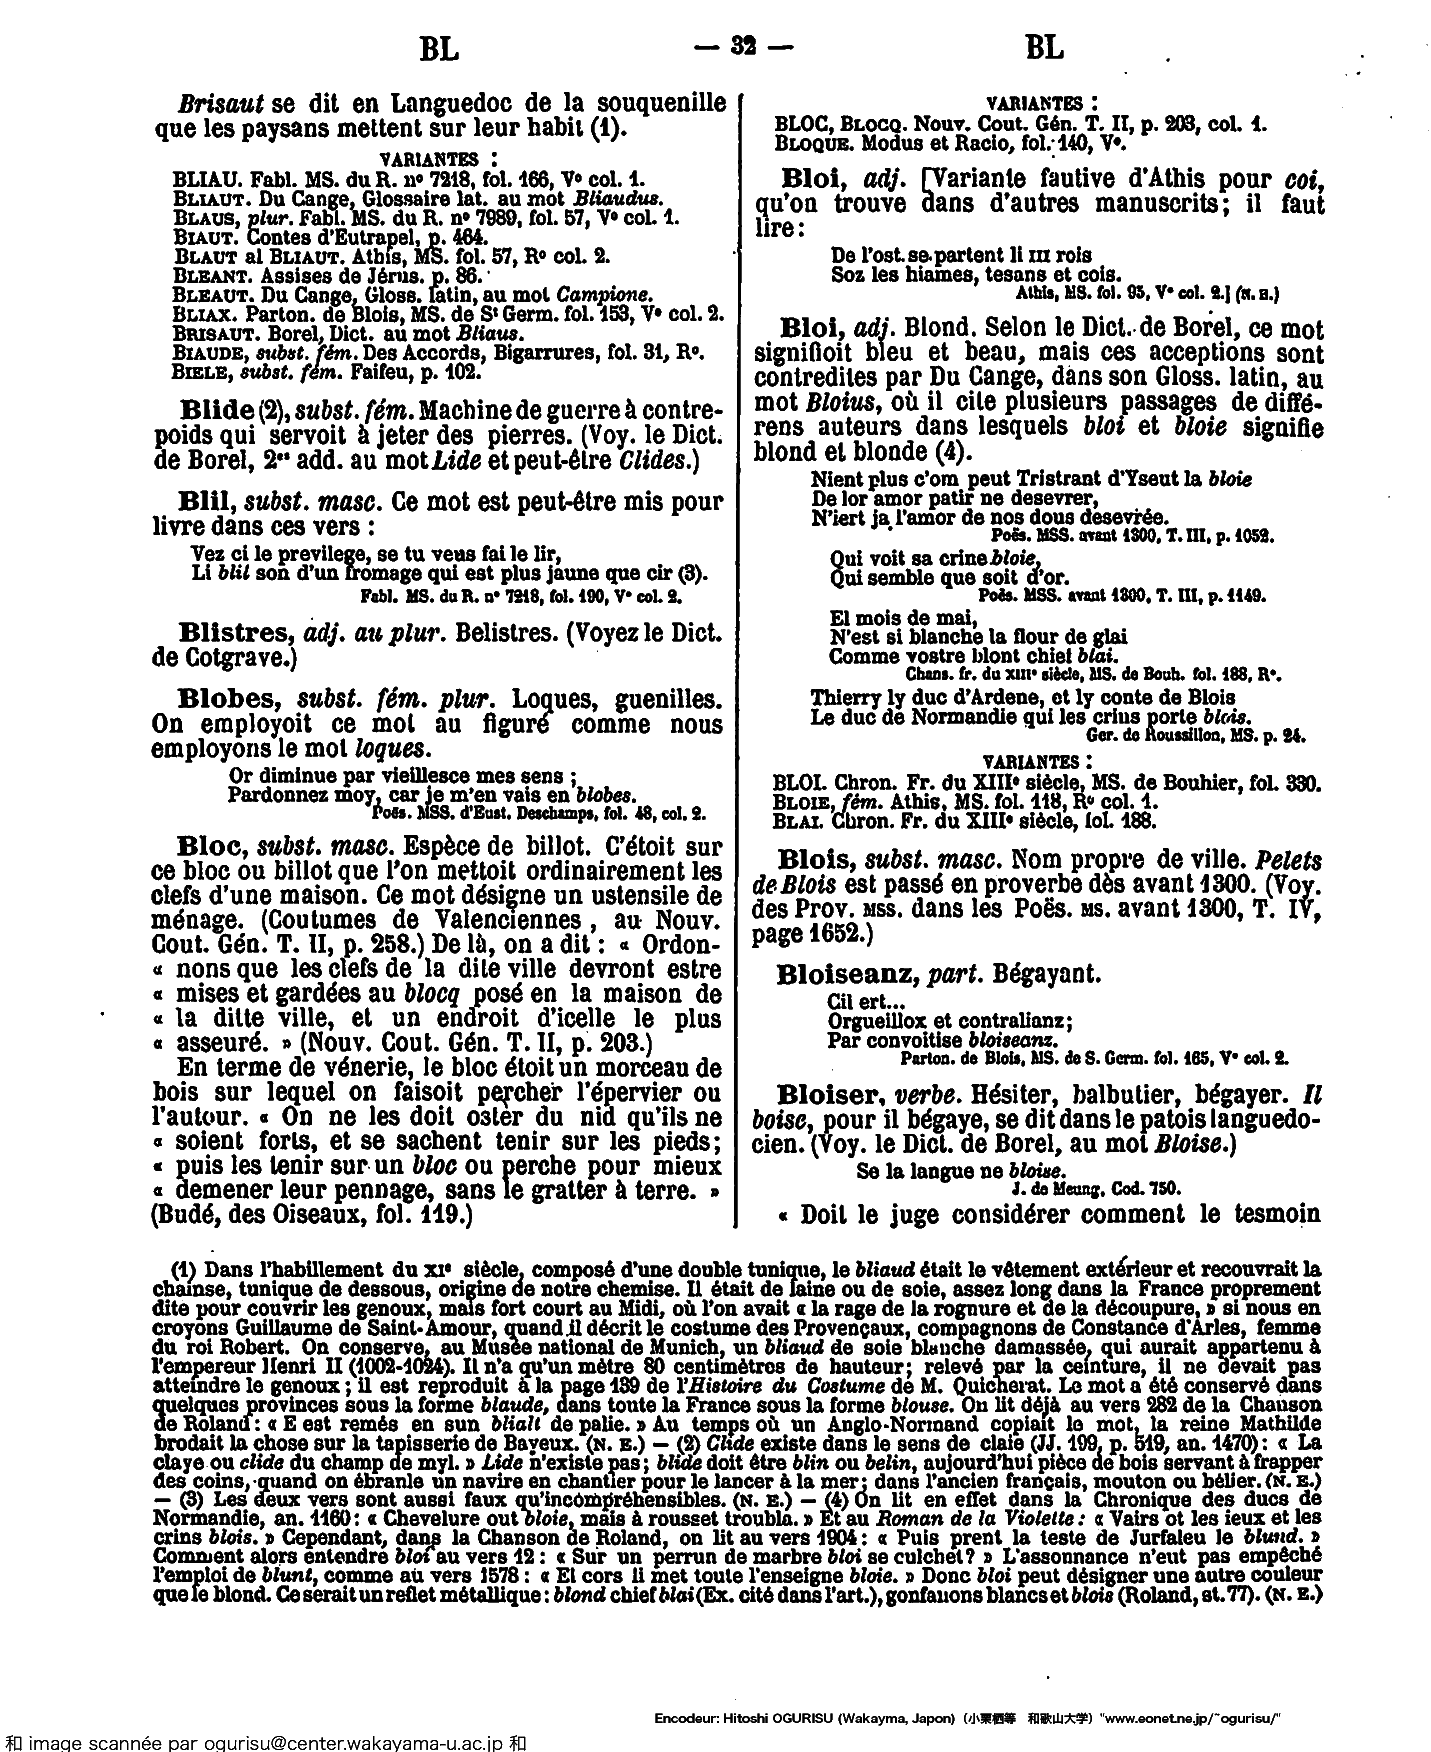 BL — 32 — BL
Brisaut se dit en Languedoc de la souquenille
que les paysans mettent sur leur habit (1).
VARIANTES :
BLIAU. Fabl. MS. du R. nº 7218, fol. 166, Vº col. 1.
BLIAUT. Du Cange, Glossaire lat. au mot Bliaudus.
BLAUS, plur. Fabl. MS. du R. nº 7989, fol. 57, Vº col. 1.
BIAUT. Contes d'Eutrapel, p. 464.
BLAUT al BLIAUT. Athis, MS. fol. 57, Rº col. 2.
BLEANT. Assises de Jérus. p. 86.
BLEAUT. Du Cange, Gloss. latin, au mot Campione.
BLIAX. Parton. de Blois, MS. de St Germ. fol. 153, Vº col. 2.
BRISAUT. Borel, Dict. au mot Bliaus.
BIAUDE, subst. fém. Des Accords, Bigarrures, fol. 31, Rº.
BIELE, subst. fém. Faifeu, p. 102.
Blide (2), subst. fém. Machine de guerre à contre-
poids qui servoit à jeter des pierres. (Voy. le Dict.
de Borel, 2es add. au mot Lide et peut-être Clides.)
Blil, subst. masc. Ce mot est peut-être mis pour
livre dans ces vers :
Vez ci le previlege, se tu veus fai le lir,
Li blil son d'un fromage qui est plus jaune que cir (3).
Fabl. MS. du R. nº 7218, fol. 190, Vº col. 2.
Blistres, adj. au plur. Belistres. (Voyez le Dict.
de Cotgrave.)
Blobes, subst. fém. plur. Loques, guenilles.
On employoit ce mot au figuré comme nous
employons le mot loques.
Or diminue par vieillesce mes sens ;
Pardonnez moy, car je m'en vais en blobes.
Poës. MSS. d'Eust. Deschamps, fol. 48, col. 2.
Bloc, subst. masc. Espèce de billot. C'étoit sur
ce bloc ou billot que l'on mettoit ordinairement les
clefs d'une maison. Ce mot désigne un ustensile de
ménage. (Coutumes de Valenciennes, au Nouv.
Cout. Gén. T. II, p. 258.) De là, on a dit : « Ordon-
« nons que les clefs de la dite ville devront estre
« mises et gardées au blocq posé en la maison de
« la ditte ville, et un endroit d'icelle le plus
« asseuré. » (Nouv. Cout. Gén. T. II, p. 203.)
En terme de vénerie, le bloc étoit un morceau de
bois sur lequel on faisoit percher l'épervier ou
l'autour. « On ne les doit oster du nid qu'ils ne
« soient forts, et se sachent tenir sur les pieds;
« puis les tenir sur un bloc ou perche pour mieux
« demener leur pennage, sans le gratter à terre. »
(Budé, des Oiseaux, fol. 119.)
VARIANTES :
BLOC, BLOCQ. Nouv. Cout. Gén. T. II, p. 203, col. 1.
BLOQUE. Modus et Racio, fol. 140, Vº.
Bloi, adj. [Variante fautive d'Athis pour coi,
qu'on trouve dans d'autres manuscrits; il faut
lire:
De l'ost se partent li III rois
Soz les hiames, tesans et cois.
Athis, MS. fol. 95, Vº col. 2.] (N. E.)
Bloi, adj. Blond. Selon le Dict. de Borel, ce mot
signifioit bleu et beau, mais ces acceptions sont
contredites par Du Cange, dans son Gloss. latin, au
mot Bloius, où il cite plusieurs passages de diffé-
rens auteurs dans lesquels bloi et bloie signifie
blond et blonde (4).
Nient plus c'om peut Tristrant d'Yseut la bloie
De lor amor patir ne desevrer,
N'iert ja l'amor de nos dous desevrée.
Poës. MSS. avant 1300, T. III, p. 1052.
Qui voit sa crine bloie,
Qui semble que soit d'or.
Poës. MSS. avant 1300, T. III, p. 1149.
El mois de mai,
N'est si blanche la flour de glai
Comme vostre blont chief blai.
Chans. fr. du XIIIe siècle, MS. de Bouh. fol. 188, Rº.
Thierry ly duc d'Ardene, et ly conte de Blois
Le duc de Normandie qui les crius porte blois.
Ger. de Roussillon, MS. p. 24.
VARIANTES :
BLOI. Chron. Fr. du XIIIe siècle, MS. de Bouhier, fol. 330.
BLOIE, fém. Athis, MS. fol. 118, Rº col. 1.
BLAI. Chron. Fr. du XIIIe siècle, fol. 188.
Blois, subst. masc. Nom propre de ville. Pelets
de Blois est passé en proverbe dès avant 1300. (Voy.
des Prov. MSS. dans les Poës. MS. avant 1300, T. IV,
page 1652.)
Bloiseanz, part. Bégayant.
Cil ert...
Orgueillox et contralianz;
Par convoitise bloiseanz.
Parton. de Blois, MS. de S. Germ. fol. 165, Vº col. 2.
Bloiser, verbe. Hésiter, balbutier, bégayer. Il
boise, pour il bégaye, se dit dans le patois languedo-
cien. (Voy. le Dict. de Borel, au mot Bloise.)
Se la langue ne bloise.
J. de Meung, Cod. 750.
« Doit le juge considérer comment le tesmoin
(1) Dans l'habillement du XIe siècle, composé d'une double tunique, le bliaud était le vêtement extérieur et recouvrait la
chainse, tunique de dessous, origine de notre chemise. Il était de laine ou de soie, assez long dans la France proprement
dite pour couvrir les genoux, mais fort court au Midi, où l'on avait « la rage de la rognure et de la découpure, » si nous en
croyons Guillaume de Saint-Amour, quand il décrit le costume des Provençaux, compagnons de Constance d'Arles, femme
du roi Robert. On conserve, au Musée national de Munich, un bliaud de soie blanche damassée, qui aurait appartenu à
l'empereur Henri II (1002-1024). Il n'a qu'un mètre 80 centimètres de hauteur; relevé par la ceinture, il ne devait pas
atteindre le genoux ; il est reproduit à la page 139 de l'Histoire du Costume de M. Quicherat. Le mot a été conservé dans
quelques provinces sous la forme blaude, dans toute la France sous la forme blouse. On lit déjà au vers 282 de la Chanson
de Roland : « E est remés en sun blialt de palie. » Au temps où un Anglo-Normand copiait le mot, la reine Mathilde
brodait la chose sur la tapisserie de Bayeux. (N. E.) — (2) Clide existe dans le sens de claie (JJ. 199, p. 519, an. 1470) : « La
claye ou clide du champ de myl. » Lide n'existe pas; blide doit être blin ou belin, aujourd'hui pièce de bois servant à frapper
des coins, quand on ébranle un navire en chantier pour le lancer à la mer; dans l'ancien français, mouton ou bélier. (N. E.)
— (3) Les deux vers sont aussi faux qu'incompréhensibles. (N. E.) — (4) On lit en effet dans la Chronique des ducs de
Normandie, an. 1160 : « Chevelure out bloie, mais à rousset troubla. » Et au Roman de la Violette : « Vairs ot les ieux et les
crins blois. » Cependant, dans la Chanson de Roland, on lit au vers 1904 : « Puis prent la teste de Jurfaleu le blund. »
Comment alors entendre bloi au vers 12 : « Sur un perrun de marbre bloi se culchet? » L'assonnance n'eut pas empêché
l'emploi de blunt, comme au vers 1578 : « El cors li met toute l'enseigne bloie. » Donc bloi peut désigner une autre couleur
que le blond. Ce serait un reflet métallique : blond chief blai (Ex. cité dans l'art.), gonfanons blancs et blois (Roland, st. 77). (N. E.)
Encodeur: Hitoshi OGURISU (Wakayma, Japon) (小栗栖等 和歌山大学) "www.eonet.ne.jp/~ogurisu/"
和 image scannée par ogurisu@center.wakayama-u.ac.jp 和